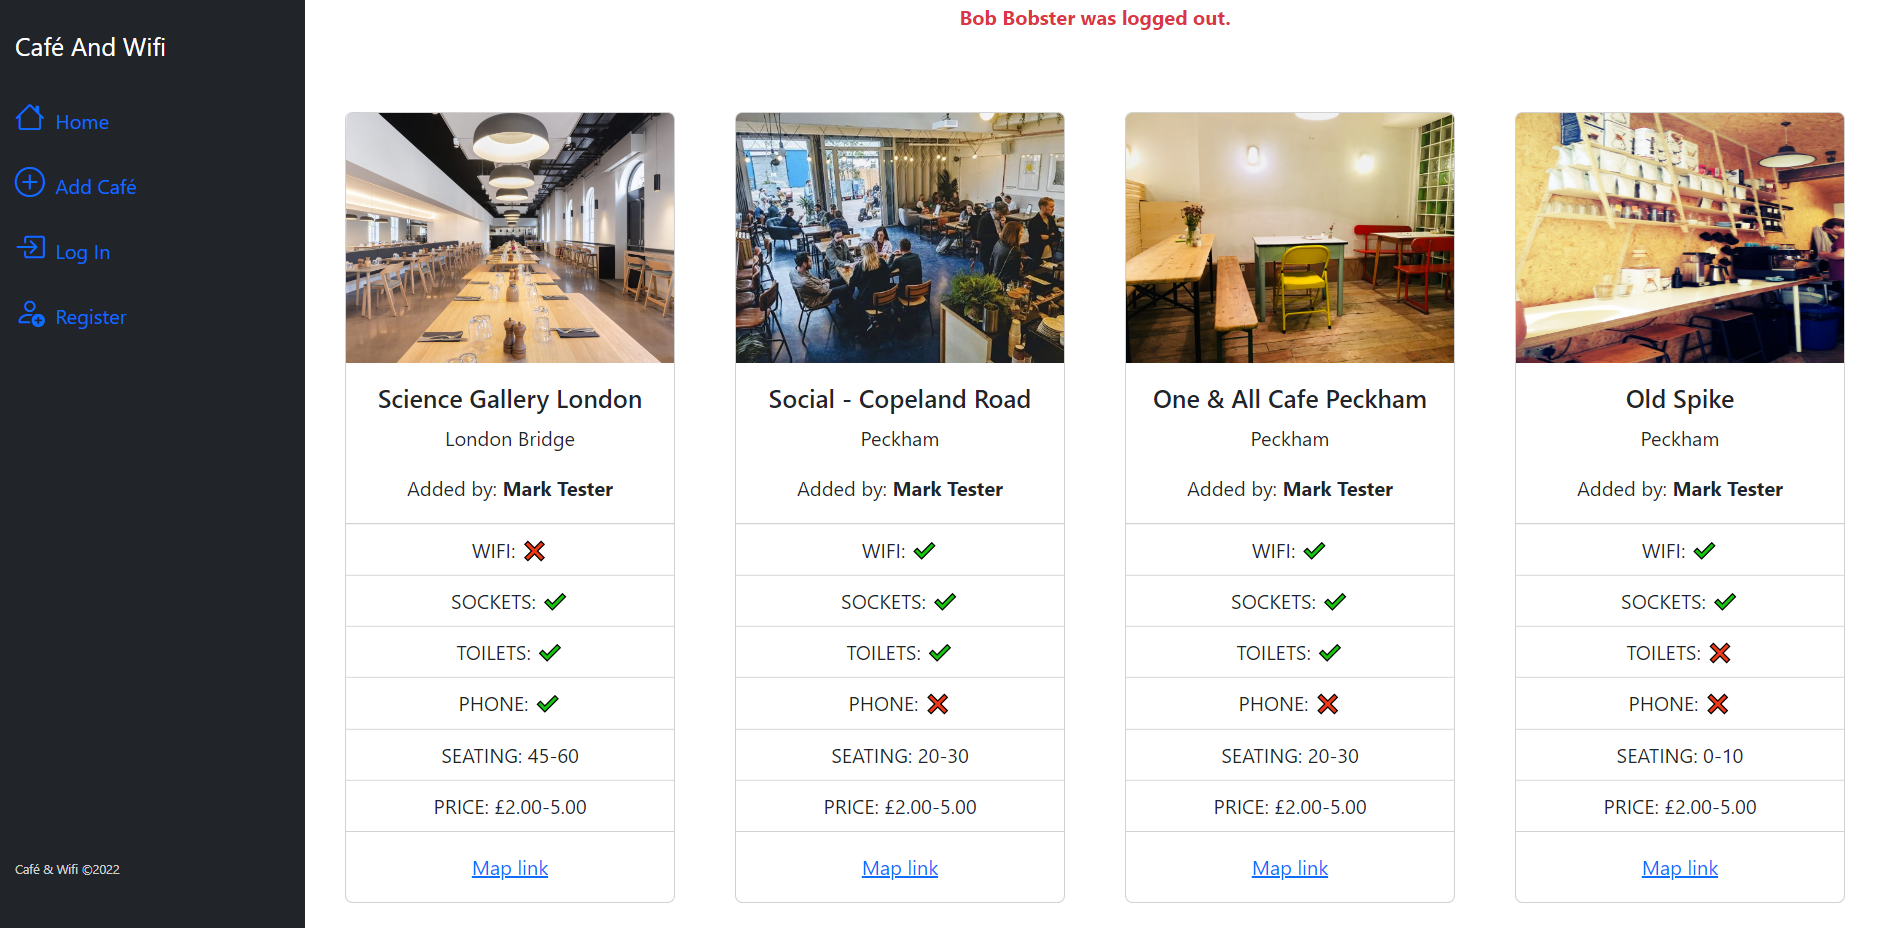 Café And Wifi
Home
Add Café
Log In
Register
Café & Wifi ©2022
Bob Bobster was logged out.
Science Gallery London
London Bridge
Added by: Mark Tester
WIFI: ❌
SOCKETS: ✔
TOILETS: ✔
PHONE: ✔
SEATING: 45-60
PRICE: £2.00-5.00
Map link
Social - Copeland Road
Peckham
Added by: Mark Tester
WIFI: ✔
SOCKETS: ✔
TOILETS: ✔
PHONE: ❌
SEATING: 20-30
PRICE: £2.00-5.00
Map link
One & All Cafe Peckham
Peckham
Added by: Mark Tester
WIFI: ✔
SOCKETS: ✔
TOILETS: ✔
PHONE: ❌
SEATING: 20-30
PRICE: £2.00-5.00
Map link
Old Spike
Peckham
Added by: Mark Tester
WIFI: ✔
SOCKETS: ✔
TOILETS: ❌
PHONE: ❌
SEATING: 0-10
PRICE: £2.00-5.00
Map link